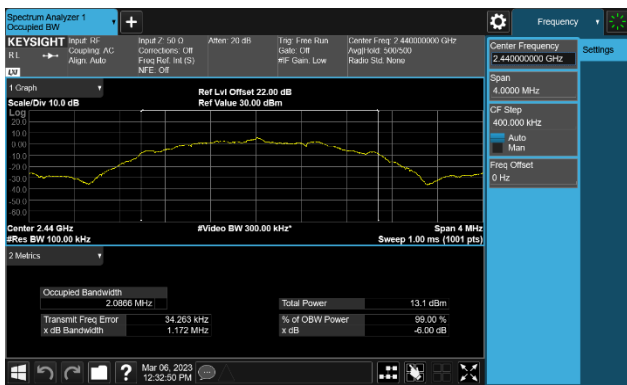 Spectrum Analyzer 1
Occupied BW
+
Frequency
KEYSIGHT
RL
Input: RF
Coupling: AC
Align: Auto
Input Z: 50 Ω
Corrections: Off
Freq Ref: Int (S)
NFE: Off
Atten: 20 dB
Trig: Free Run
Gate: Off
#IF Gain: Low
Center Freq: 2.440000000 GHz
Avg|Hold: 500/500
Radio Std: None
Center Frequency
2.440000000 GHz
Settings
Span
4.0000 MHz
CF Step
400.000 kHz
Auto
Man
Freq Offset
0 Hz
1 Graph
Scale/Div 10.0 dB
Ref Lvl Offset 22.00 dB
Ref Value 30.00 dBm
Log
20.0
10.0
0.00
-10.0
-20.0
-30.0
-40.0
-50.0
-60.0
Center 2.44 GHz
#Res BW 100.00 kHz
#Video BW 300.00 kHz*
Span 4 MHz
Sweep 1.00 ms (1001 pts)
2 Metrics
Occupied Bandwidth
2.0866 MHz
Total Power 13.1 dBm
Transmit Freq Error 34.263 kHz
% of OBW Power 99.00 %
x dB Bandwidth 1.172 MHz
x dB -6.00 dB
?
Mar 06, 2023
12:32:50 PM